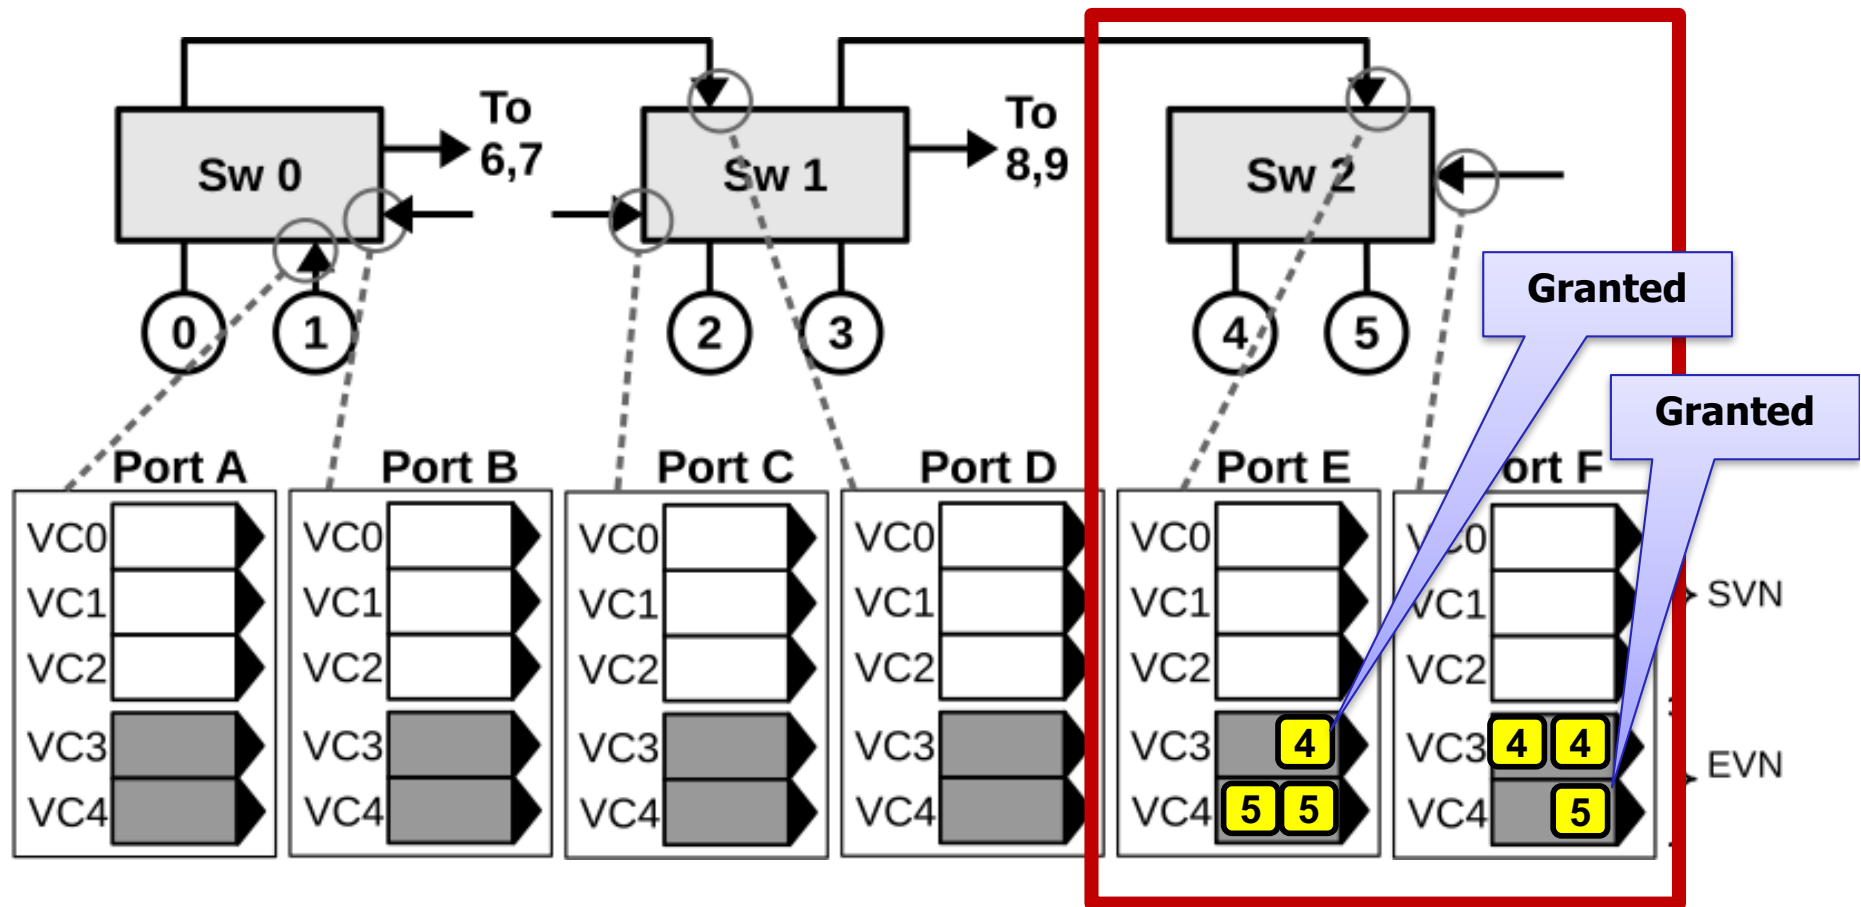 To
6,7
To
8,9
Sw 0
Sw 1
Sw 2
Granted
Granted
0
1
2
3
4
5
Port A
Port B
Port C
Port D
Port E
ort F
VC0
VC0
VC0
VC0
VC0
VC0
VC1
VC1
VC1
VC1
VC1
VC1
SVN
VC2
VC2
VC2
VC2
VC2
VC2
VC3
VC3
VC3
VC3
VC3
4
VC3
4
4
EVN
VC4
VC4
VC4
VC4
VC4
5
5
VC4
5